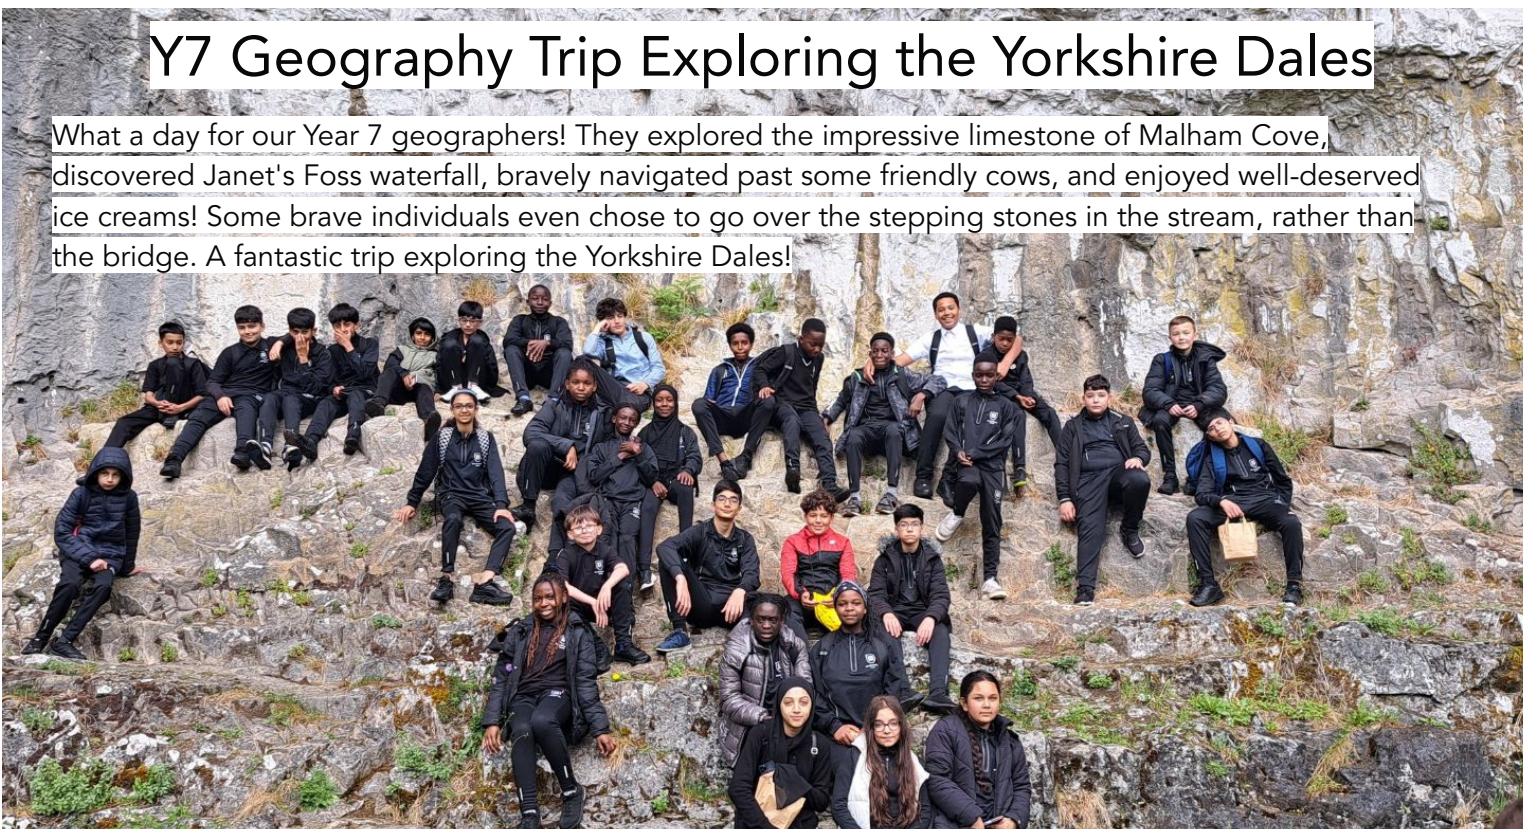 Y7 Geography Trip Exploring the Yorkshire Dales
What a day for our Year 7 geographers! They explored the impressive limestone of Malham Cove,
discovered Janet's Foss waterfall, bravely navigated past some friendly cows, and enjoyed well-deserved
ice creams! Some brave individuals even chose to go over the stepping stones in the stream, rather than
the bridge. A fantastic trip exploring the Yorkshire Dales!